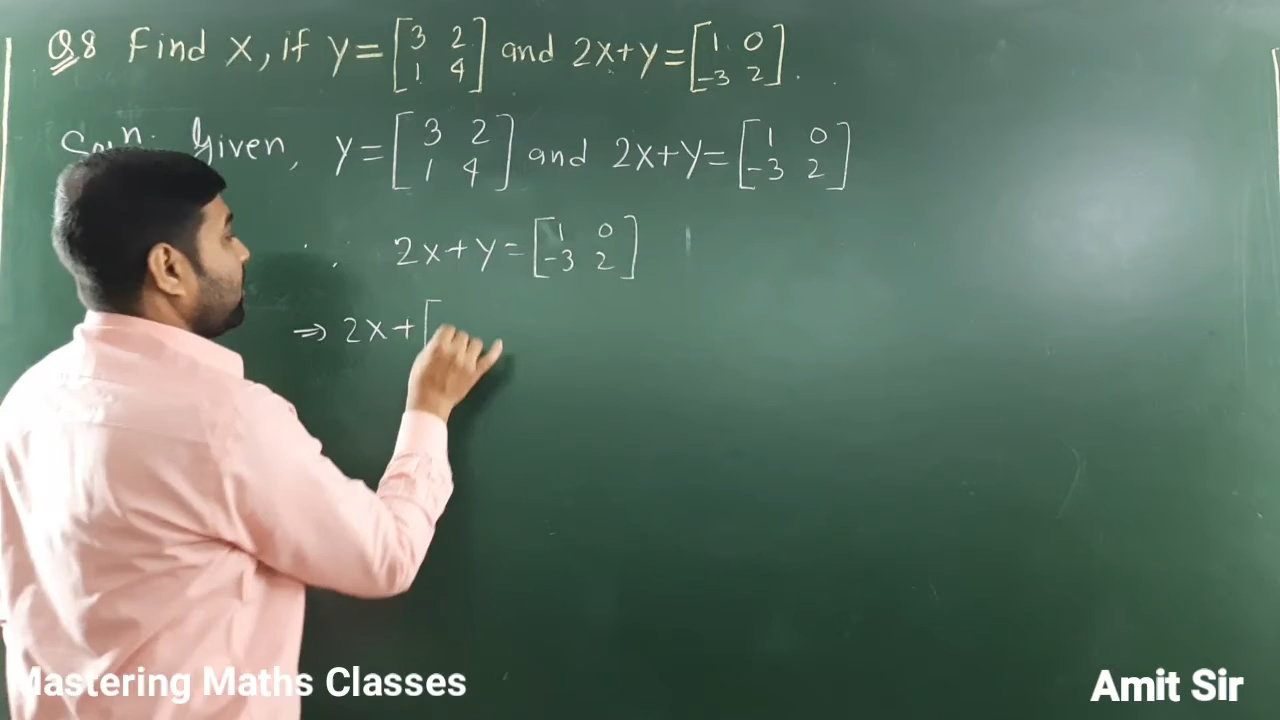 Q8 Find X, if Y = [3 2 1 4] and 2X+Y = [1 0 -3 2].
Soln. Given, Y = [3 2 1 4] and 2X+Y = [1 0 -3 2]
∴ 2X+Y = [1 0 -3 2]
⇒ 2X + [
Mastering Maths Classes
Amit Sir